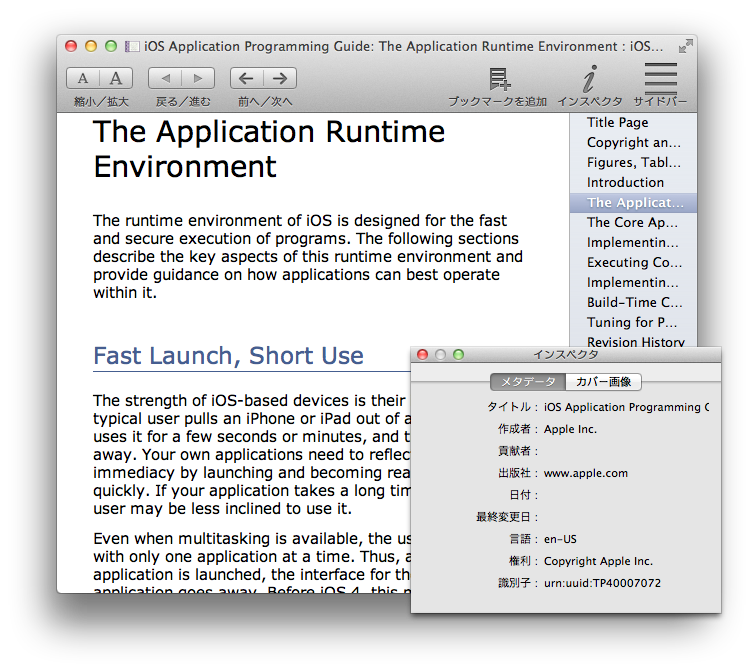 iOS Application Programming Guide: The Application Runtime Environment : iOS...
A A
縮小／拡大
戻る／進む
前へ／次へ
ブックマークを追加
インスペクタ
サイドバー
The Application Runtime
Environment
The runtime environment of iOS is designed for the fast
and secure execution of programs. The following sections
describe the key aspects of this runtime environment and
provide guidance on how applications can best operate
within it.
Fast Launch, Short Use
The strength of iOS-based devices is their
typical user pulls an iPhone or iPad out of a
uses it for a few seconds or minutes, and t
away. Your own applications need to reflec
immediacy by launching and becoming rea
quickly. If your application takes a long tim
user may be less inclined to use it.
Even when multitasking is available, the us
with only one application at a time. Thus, a
application is launched, the interface for th
application goes away. Before iOS 4, this
Title Page
Copyright an...
Figures, Tabl...
Introduction
The Applicat...
The Core Ap...
Implementin...
Executing Co...
Implementin...
Build-Time C...
Tuning for P...
Revision History
インスペクタ
メタデータ
カバー画像
タイトル： iOS Application Programming G
作成者： Apple Inc.
貢献者：
出版社： www.apple.com
日付：
最終変更日：
言語： en-US
権利： Copyright Apple Inc.
識別子： urn:uuid:TP40007072